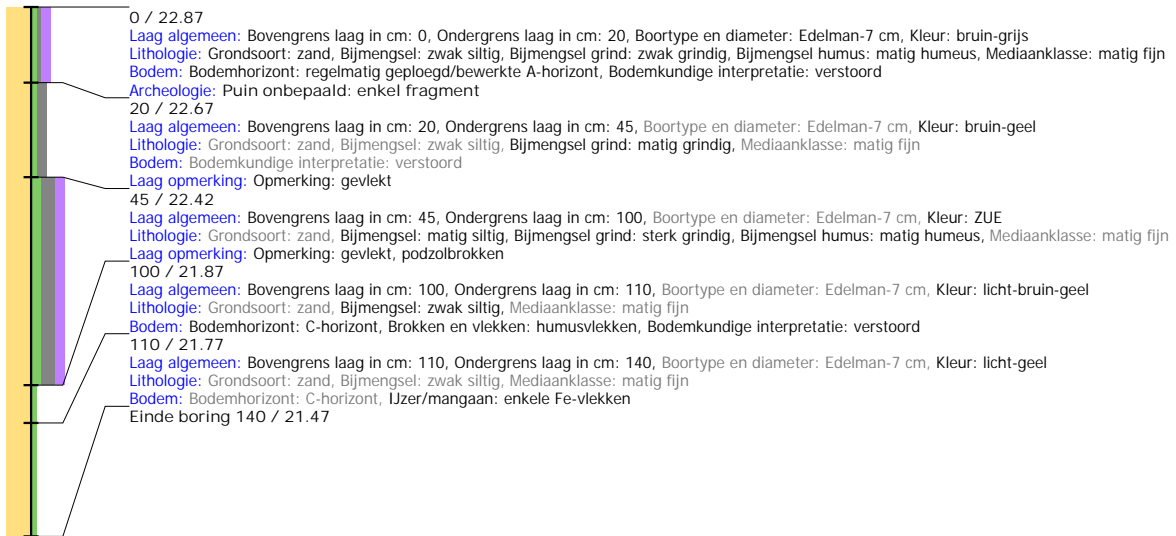 0 / 22.87
Laag algemeen: Bovengrens laag in cm: 0, Ondergrens laag in cm: 20, Boortype en diameter: Edelman-7 cm, Kleur: bruin-grijs
Lithologie: Grondsoort: zand, Bijmengsel: zwak siltig, Bijmengsel grind: zwak grindig, Bijmengsel humus: matig humeus, Mediaanklasse: matig fijn
Bodem: Bodemhorizont: regelmatig geploegd/bewerkte A-horizont, Bodemkundige interpretatie: verstoord
Archeologie: Puin onbepaald: enkel fragment
20 / 22.67
Laag algemeen: Bovengrens laag in cm: 20, Ondergrens laag in cm: 45, Boortype en diameter: Edelman-7 cm, Kleur: bruin-geel
Lithologie: Grondsoort: zand, Bijmengsel: zwak siltig, Bijmengsel grind: matig grindig, Mediaanklasse: matig fijn
Bodem: Bodemkundige interpretatie: verstoord
Laag opmerking: Opmerking: gevlekt
45 / 22.42
Laag algemeen: Bovengrens laag in cm: 45, Ondergrens laag in cm: 100, Boortype en diameter: Edelman-7 cm, Kleur: ZUE
Lithologie: Grondsoort: zand, Bijmengsel: matig siltig, Bijmengsel grind: sterk grindig, Bijmengsel humus: matig humeus, Mediaanklasse: matig fijn
Laag opmerking: Opmerking: gevlekt, podzolbrokken
100 / 21.87
Laag algemeen: Bovengrens laag in cm: 100, Ondergrens laag in cm: 110, Boortype en diameter: Edelman-7 cm, Kleur: licht-bruin-geel
Lithologie: Grondsoort: zand, Bijmengsel: zwak siltig, Mediaanklasse: matig fijn
Bodem: Bodemhorizont: C-horizont, Brokken en vlekken: humusvlekken, Bodemkundige interpretatie: verstoord
110 / 21.77
Laag algemeen: Bovengrens laag in cm: 110, Ondergrens laag in cm: 140, Boortype en diameter: Edelman-7 cm, Kleur: licht-geel
Lithologie: Grondsoort: zand, Bijmengsel: zwak siltig, Mediaanklasse: matig fijn
Bodem: Bodemhorizont: C-horizont, IJzer/mangaan: enkele Fe-vlekken
Einde boring 140 / 21.47